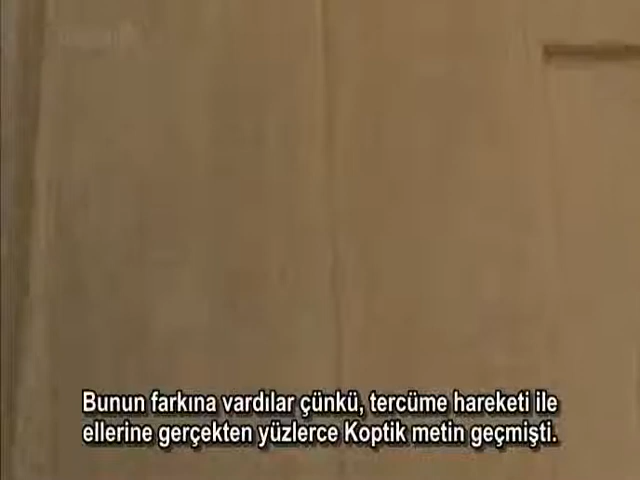 Bunun farkına vardılar çünkü, tercüme hareketi ile
ellerine gerçekten yüzlerce Koptik metin geçmişti.